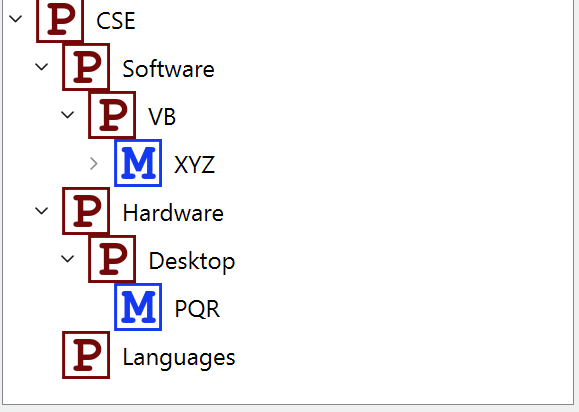 P CSE
P Software
P VB
M XYZ
P Hardware
P Desktop
M PQR
P Languages